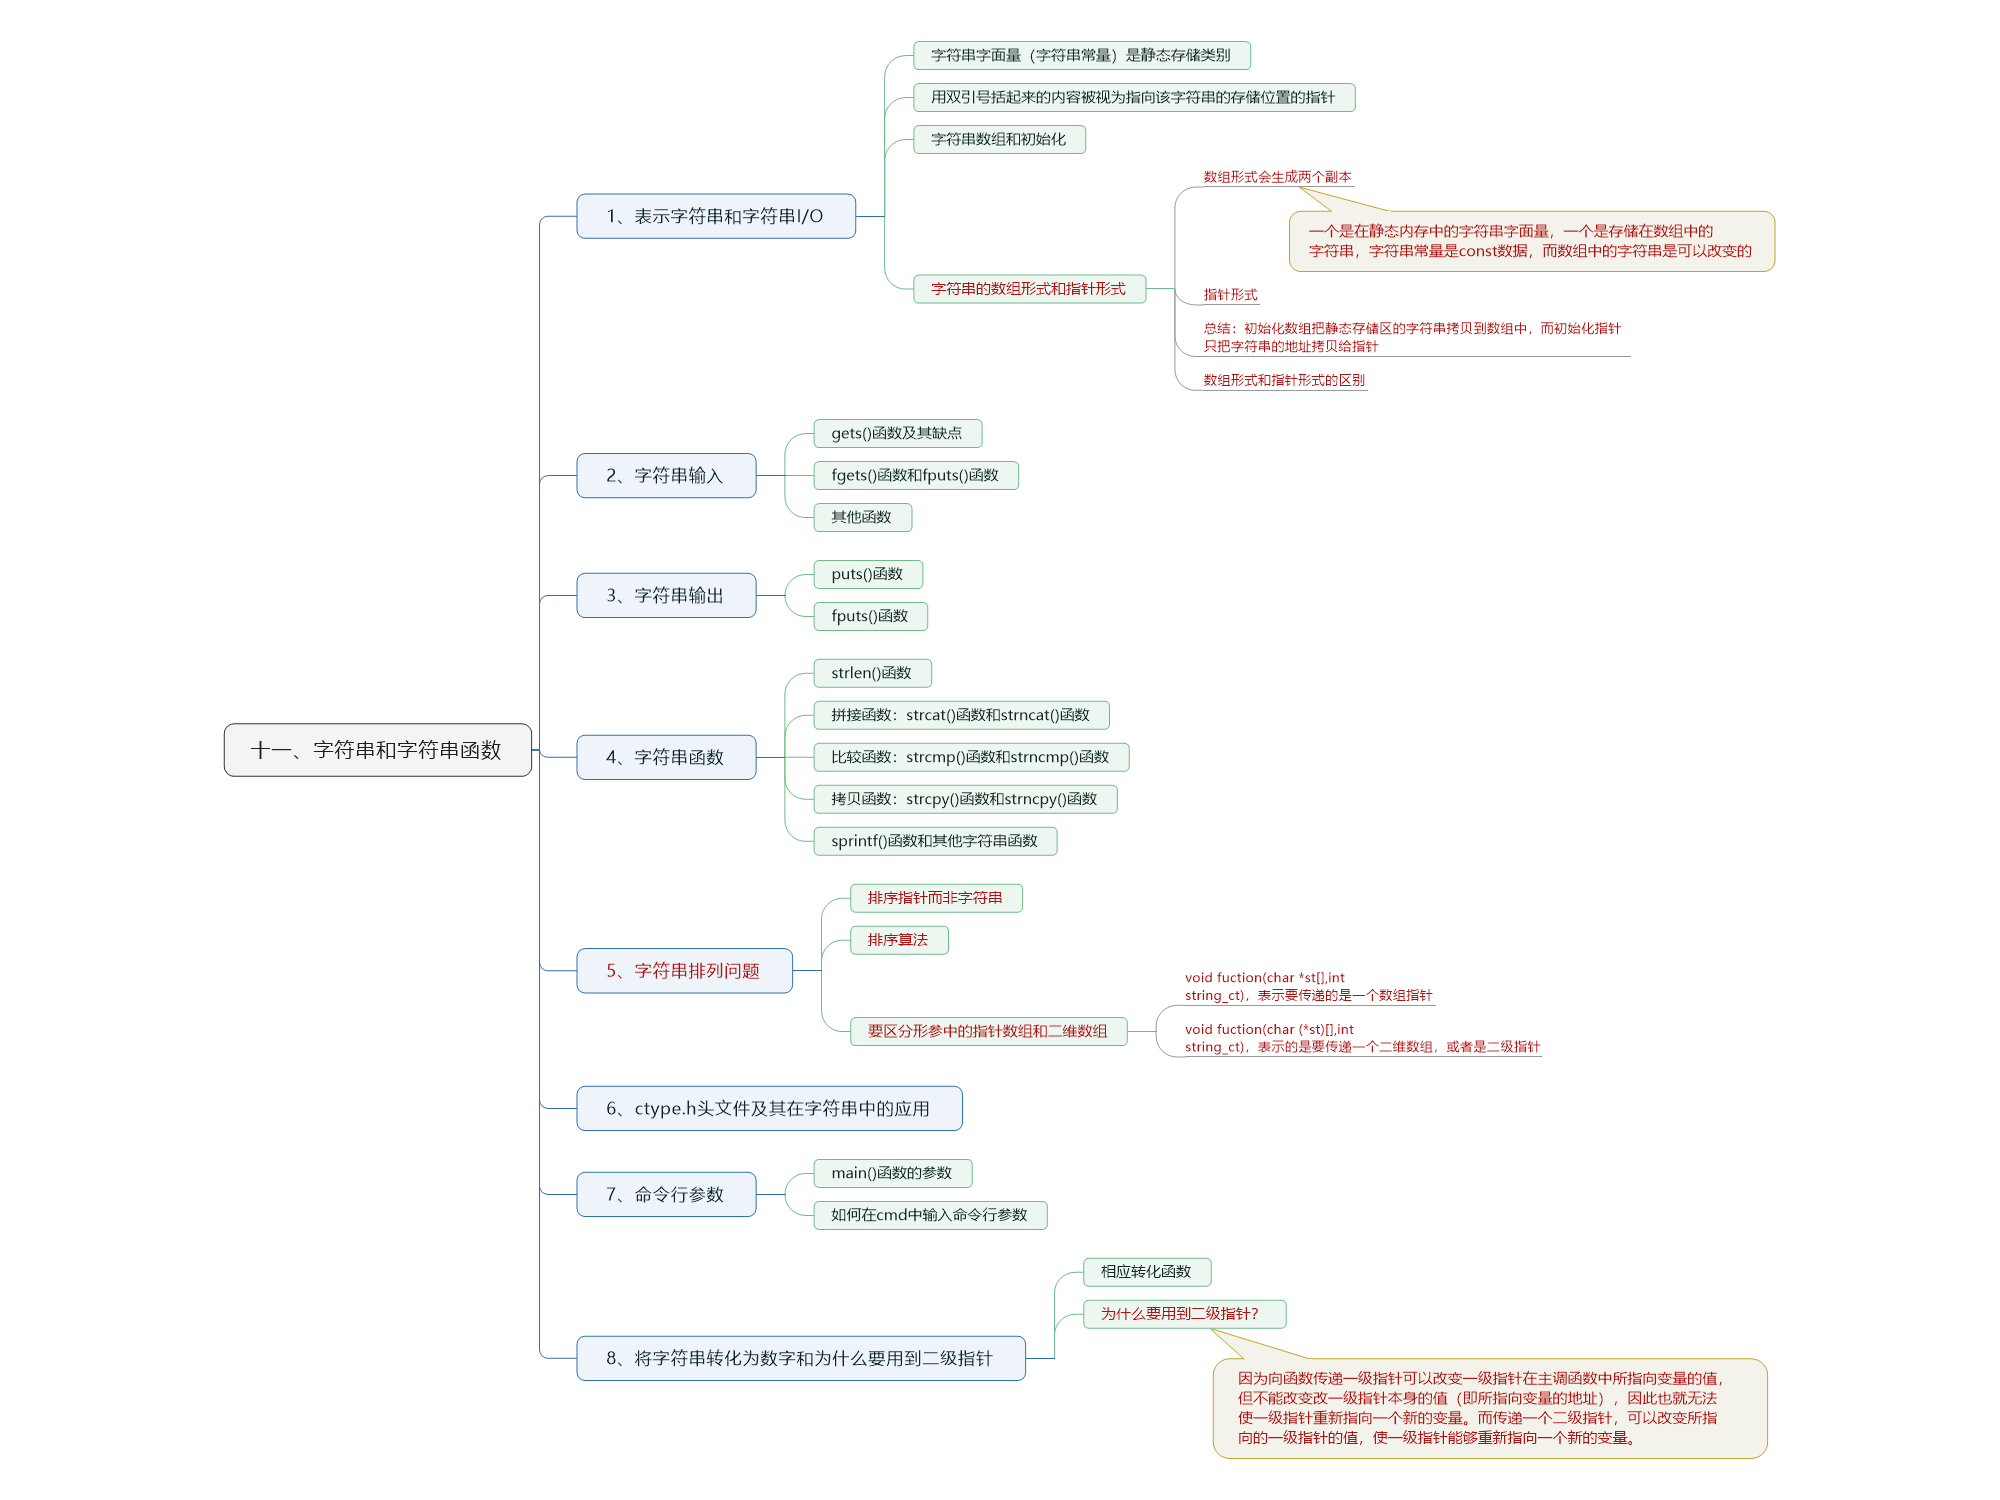 十一、字符串和字符串函数
1、表示字符串和字符串I/O
字符串字面量（字符串常量）是静态存储类别
用双引号括起来的内容被视为指向该字符串的存储位置的指针
字符串数组和初始化
字符串的数组形式和指针形式
数组形式会生成两个副本
一个是在静态内存中的字符串字面量，一个是存储在数组中的
字符串，字符串常量是const数据，而数组中的字符串是可以改变的
指针形式
总结：初始化数组把静态存储区的字符串拷贝到数组中，而初始化指针
只把字符串的地址拷贝给指针
数组形式和指针形式的区别
2、字符串输入
gets()函数及其缺点
fgets()函数和fputs()函数
其他函数
3、字符串输出
puts()函数
fputs()函数
4、字符串函数
strlen()函数
拼接函数：strcat()函数和strncat()函数
比较函数：strcmp()函数和strncmp()函数
拷贝函数：strcpy()函数和strncpy()函数
sprintf()函数和其他字符串函数
5、字符串排列问题
排序指针而非字符串
排序算法
要区分形参中的指针数组和二维数组
void fuction(char *st[],int
string_ct)，表示要传递的是一个数组指针
void fuction(char (*st)[],int
string_ct)，表示的是要传递一个二维数组，或者是二级指针
6、ctype.h头文件及其在字符串中的应用
7、命令行参数
main()函数的参数
如何在cmd中输入命令行参数
8、将字符串转化为数字和为什么要用到二级指针
相应转化函数
为什么要用到二级指针？
因为向函数传递一级指针可以改变一级指针在主调函数中所指向变量的值，
但不能改变改一级指针本身的值（即所指向变量的地址），因此也就无法
使一级指针重新指向一个新的变量。而传递一个二级指针，可以改变所指
向的一级指针的值，使一级指针能够重新指向一个新的变量。